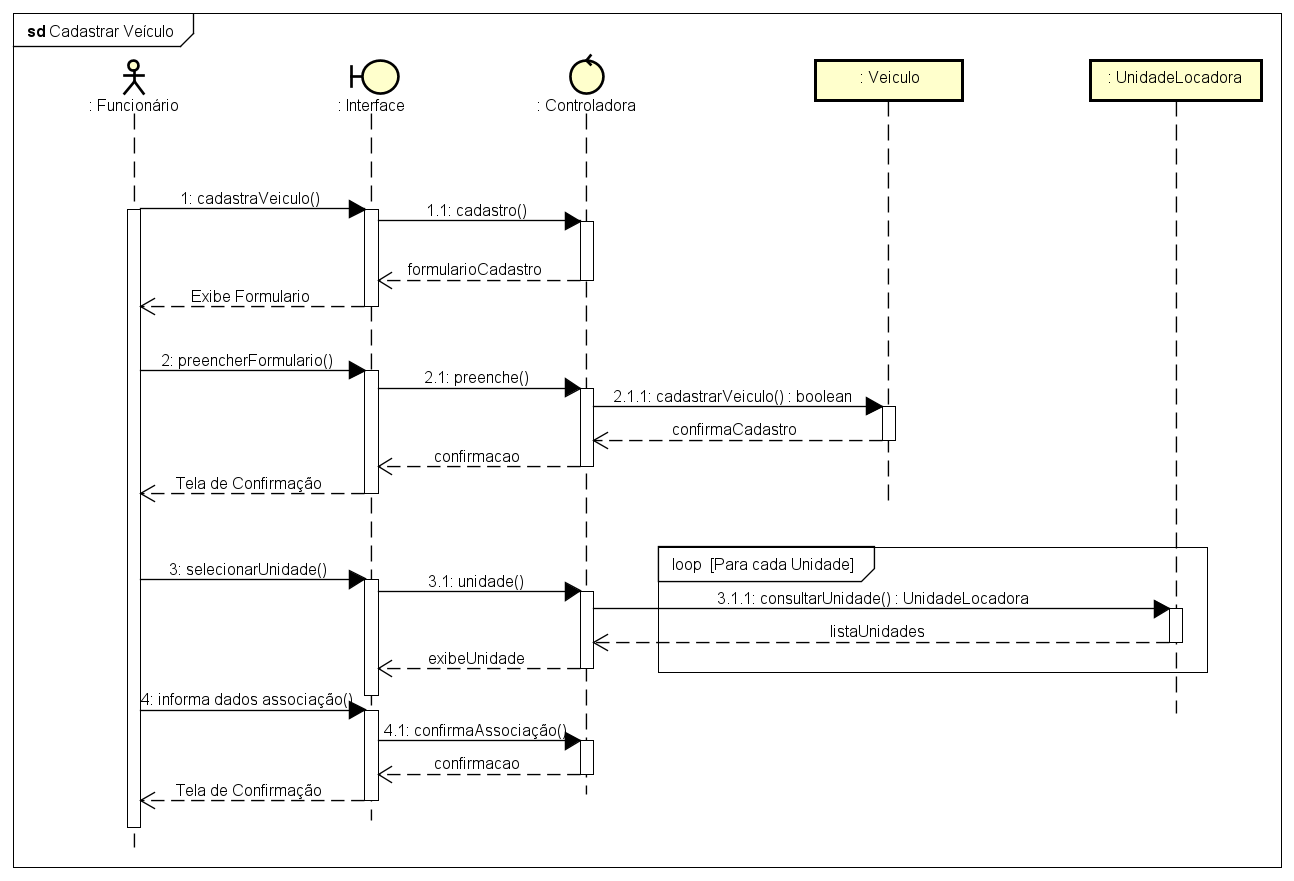 sd Cadastrar Veículo
: Funcionário
: Interface
: Controladora
: Veiculo
: UnidadeLocadora
1: cadastraVeiculo()
1.1: cadastro()
formularioCadastro
Exibe Formulario
2: preencherFormulario()
2.1: preenche()
2.1.1: cadastrarVeiculo() : boolean
confirmaCadastro
confirmacao
Tela de Confirmação
loop [Para cada Unidade]
3: selecionarUnidade()
3.1: unidade()
3.1.1: consultarUnidade() : UnidadeLocadora
listaUnidades
exibeUnidade
4: informa dados associação()
4.1: confirmaAssociação()
confirmacao
Tela de Confirmação